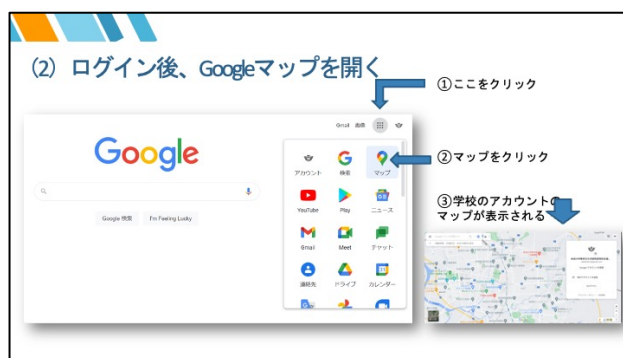 (2) ログイン後、Googleマップを開く
①ここをクリック
Gmail 画像
Google
アカウント 検索 マップ
②マップをクリック
YouTube Play ニュース
③学校のアカウントの
マップが表示される
Google 検索 I'm Feeling Lucky
Gmail Meet チャット
連絡先 ドライブ カレンダー